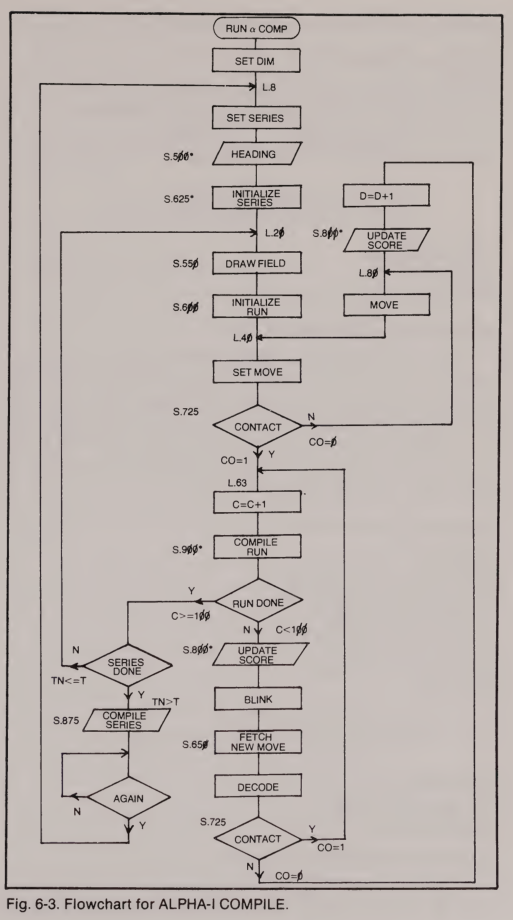 RUN α COMP
SET DIM
L.8
SET SERIES
S.5øø*
HEADING
S.625*
INITIALIZE
SERIES
D=D+1
L.2ø
S.8øø*
UPDATE
SCORE
S.55ø
DRAW FIELD
L.8ø
S.6øø
INITIALIZE
RUN
MOVE
L.4ø
SET MOVE
S.725
CONTACT
N
CO=ø
Y
CO=1
L.63
C=C+1
S.9øø*
COMPILE
RUN
Y
RUN DONE
C>=1øø
N
C<1øø
N
SERIES
DONE
S.8øø*
UPDATE
SCORE
TN<=T
Y
TN>T
BLINK
S.875
COMPILE
SERIES
S.65ø
FETCH
NEW MOVE
AGAIN
N
Y
DECODE
S.725
CONTACT
Y
CO=1
N
CO=ø
Fig. 6-3. Flowchart for ALPHA-I COMPILE.